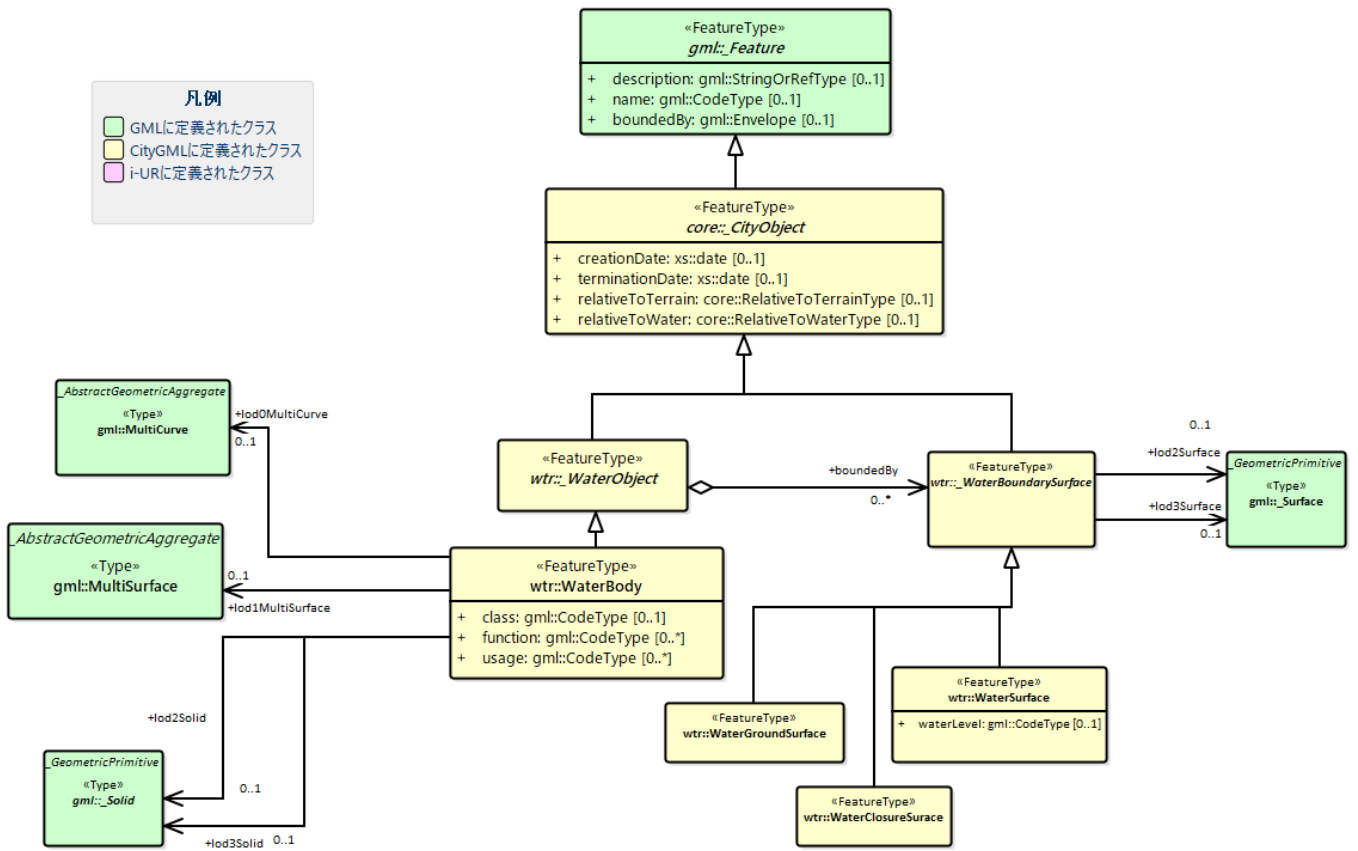 «FeatureType»
gml::_Feature
+ description: gml::StringOrRefType [0..1]
+ name: gml::CodeType [0..1]
+ boundedBy: gml::Envelope [0..1]
凡例
GMLに定義されたクラス
CityGMLに定義されたクラス
i-URに定義されたクラス
«FeatureType»
core::_CityObject
+ creationDate: xs::date [0..1]
+ terminationDate: xs::date [0..1]
+ relativeToTerrain: core::RelativeToTerrainType [0..1]
+ relativeToWater: core::RelativeToWaterType [0..1]
_AbstractGeometricAggregate
«Type»
gml::MultiCurve
+lod0MultiCurve
0..1
«FeatureType»
wtr::_WaterObject
+boundedBy
0..*
«FeatureType»
wtr::_WaterBoundarySurface
0..1
+lod2Surface
+lod3Surface
0..1
_GeometricPrimitive
«Type»
gml::_Surface
_AbstractGeometricAggregate
«Type»
gml::MultiSurface
0..1
+lod1MultiSurface
«FeatureType»
wtr::WaterBody
+ class: gml::CodeType [0..1]
+ function: gml::CodeType [0..*]
+ usage: gml::CodeType [0..*]
«FeatureType»
wtr::WaterSurface
+ waterLevel: gml::CodeType [0..1]
«FeatureType»
wtr::WaterGroundSurface
«FeatureType»
wtr::WaterClosureSurace
+lod2Solid
0..1
_GeometricPrimitive
«Type»
gml::_Solid
+lod3Solid
0..1